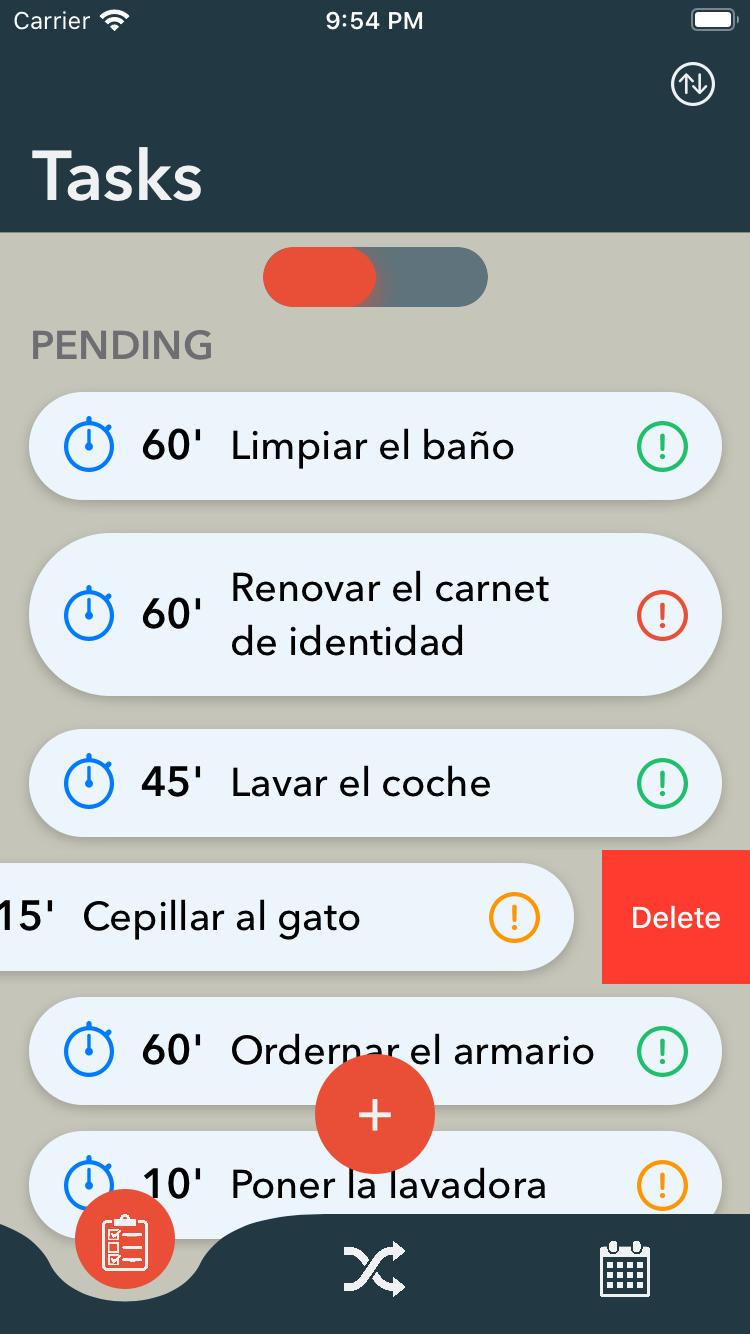 Carrier 9:54 PM
Tasks
PENDING
60' Limpiar el baño
60' Renovar el carnet
de identidad
45' Lavar el coche
15' Cepillar al gato Delete
60' Ordernar el armario
10' Poner la lavadora